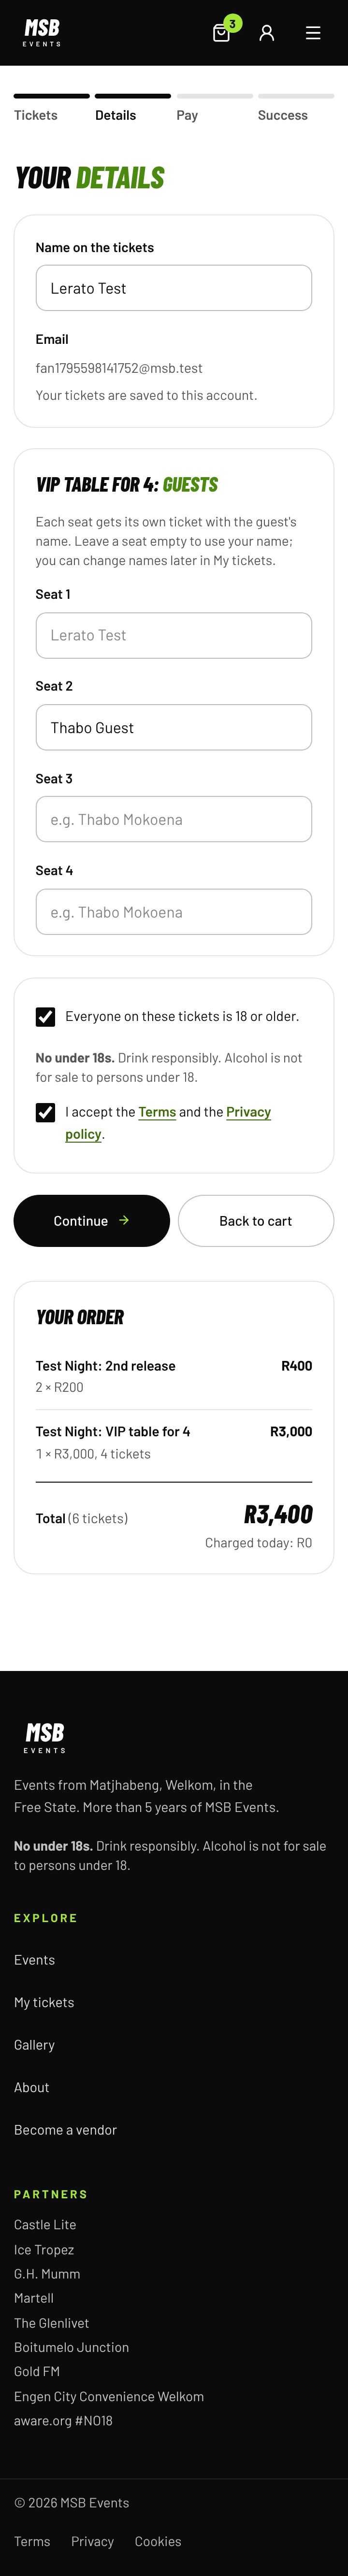 MSB
EVENTS
3
Tickets
Details
Pay
Success
YOUR DETAILS
Name on the tickets
Lerato Test
Email
fan1795598141752@msb.test
Your tickets are saved to this account.
VIP TABLE FOR 4: GUESTS
Each seat gets its own ticket with the guest's
name. Leave a seat empty to use your name;
you can change names later in My tickets.
Seat 1
Lerato Test
Seat 2
Thabo Guest
Seat 3
e.g. Thabo Mokoena
Seat 4
e.g. Thabo Mokoena
Everyone on these tickets is 18 or older.
No under 18s. Drink responsibly. Alcohol is not
for sale to persons under 18.
I accept the Terms and the Privacy
policy.
Continue →
Back to cart
YOUR ORDER
Test Night: 2nd release R400
2 × R200
Test Night: VIP table for 4 R3,000
1 × R3,000, 4 tickets
Total (6 tickets) R3,400
Charged today: R0
MSB
EVENTS
Events from Matjhabeng, Welkom, in the
Free State. More than 5 years of MSB Events.
No under 18s. Drink responsibly. Alcohol is not for sale
to persons under 18.
EXPLORE
Events
My tickets
Gallery
About
Become a vendor
PARTNERS
Castle Lite
Ice Tropez
G.H. Mumm
Martell
The Glenlivet
Boitumelo Junction
Gold FM
Engen City Convenience Welkom
aware.org #NO18
© 2026 MSB Events
Terms Privacy Cookies